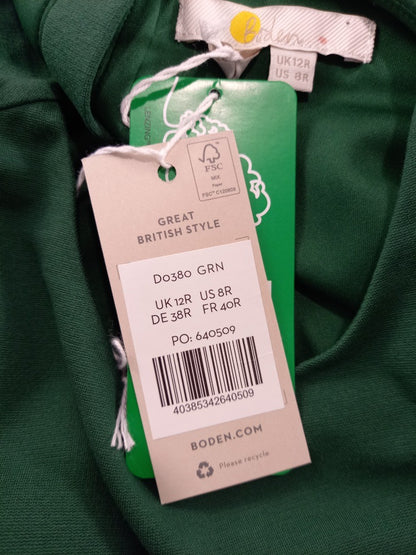 Boden
UK 12R
US 8R
FSC
MIX
GREAT
BRITISH STYLE
D0380 GRN
UK 12R US 8R
DE 38R FR 40R
PO: 640509
40385342640509
BODEN.COM
Please recycle